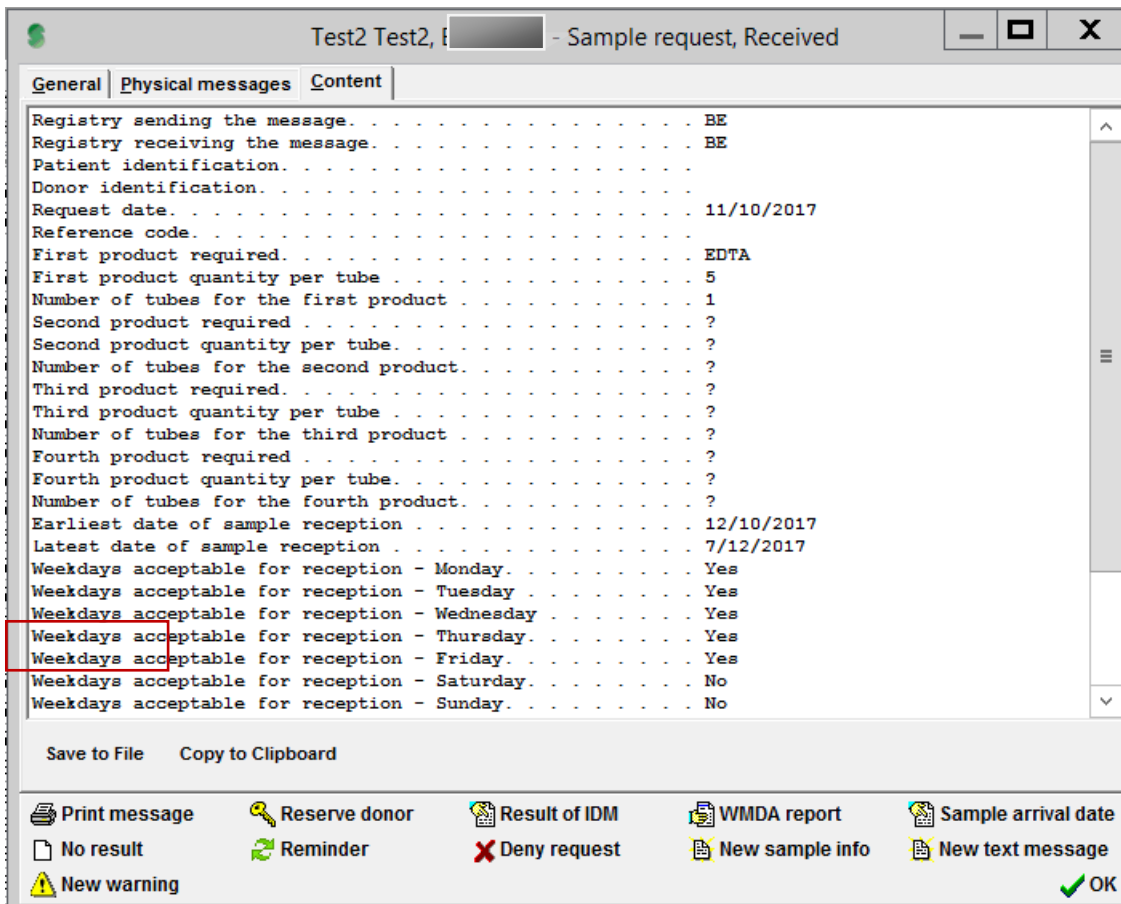 Test2 Test2, - Sample request, Received
General Physical messages Content
Registry sending the message. . . . . . . . . . . . . . . . BE
Registry receiving the message. . . . . . . . . . . . . . . BE
Patient identification. . . . . . . . . . . . . . . . . . .
Donor identification. . . . . . . . . . . . . . . . . . . .
Request date. . . . . . . . . . . . . . . . . . . . . . . . 11/10/2017
Reference code. . . . . . . . . . . . . . . . . . . . . . .
First product required. . . . . . . . . . . . . . . . . . . EDTA
First product quantity per tube . . . . . . . . . . . . . . 5
Number of tubes for the first product . . . . . . . . . . . 1
Second product required . . . . . . . . . . . . . . . . . . ?
Second product quantity per tube. . . . . . . . . . . . . . ?
Number of tubes for the second product. . . . . . . . . . . ?
Third product required. . . . . . . . . . . . . . . . . . . ?
Third product quantity per tube . . . . . . . . . . . . . . ?
Number of tubes for the third product . . . . . . . . . . . ?
Fourth product required . . . . . . . . . . . . . . . . . . ?
Fourth product quantity per tube. . . . . . . . . . . . . . ?
Number of tubes for the fourth product. . . . . . . . . . . ?
Earliest date of sample reception . . . . . . . . . . . . . 12/10/2017
Latest date of sample reception . . . . . . . . . . . . . . 7/12/2017
Weekdays acceptable for reception - Monday. . . . . . . . . Yes
Weekdays acceptable for reception - Tuesday . . . . . . . . Yes
Weekdays acceptable for reception - Wednesday . . . . . . . Yes
Weekdays acceptable for reception - Thursday. . . . . . . . Yes
Weekdays acceptable for reception - Friday. . . . . . . . . Yes
Weekdays acceptable for reception - Saturday. . . . . . . . No
Weekdays acceptable for reception - Sunday. . . . . . . . . No
Save to File Copy to Clipboard
Print message Reserve donor Result of IDM WMDA report Sample arrival date
No result Reminder Deny request New sample info New text message
New warning OK